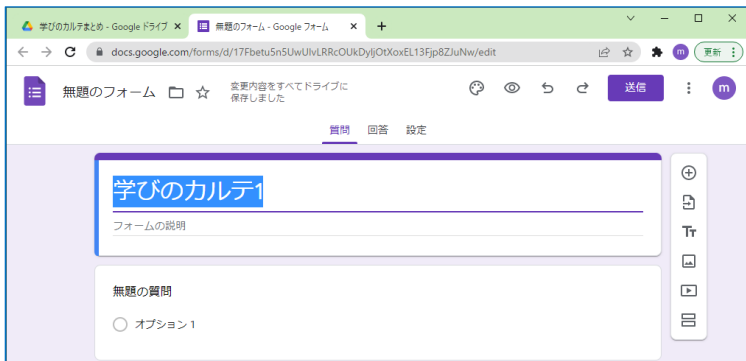 学びのカルテまとめ - Google ドライブ
無題のフォーム - Google フォーム
docs.google.com/forms/d/17Fbetu5n5UwUlvLRRcOUkDyljOtXoxEL13Fjp8ZJuNw/edit
m
更新
無題のフォーム
変更内容をすべてドライブに
保存しました
送信
m
質問 回答 設定
学びのカルテ1
フォームの説明
Tт
無題の質問
オプション 1